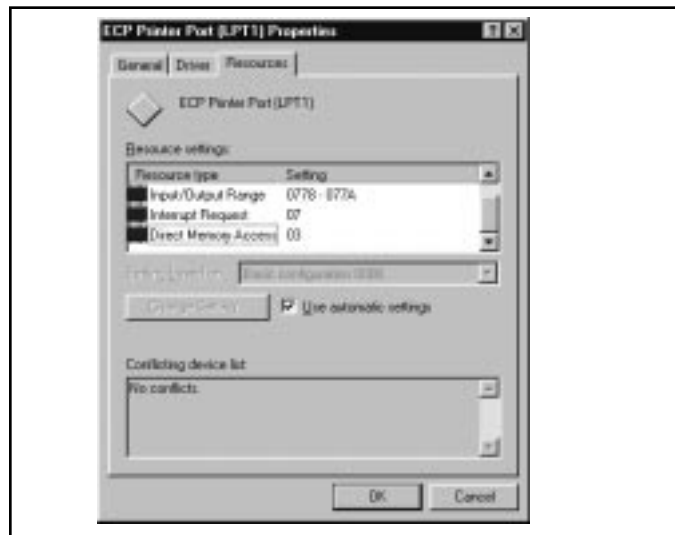 ECP Printer Port (LPT1) Properties
General Driver Resources
ECP Printer Port (LPT1)
Resource settings:
Resource type Setting
Input/Output Range 0778 - 077A
Interrupt Request 07
Direct Memory Access 03
Basic configuration
Use automatic settings
Conflicting device list:
No conflicts.
OK Cancel